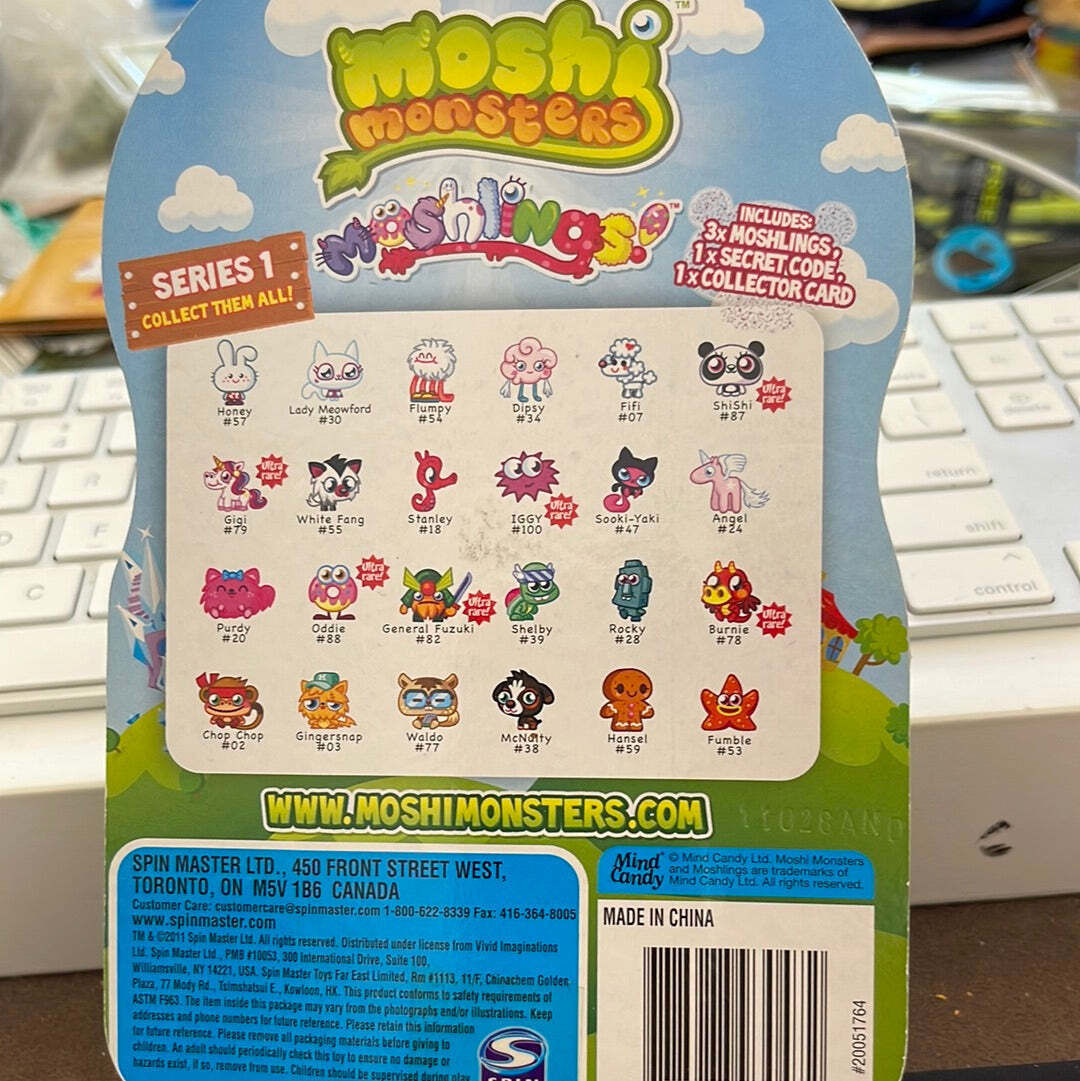 moshi
monsters
TM
moshlings!
TM
SERIES 1
COLLECT THEM ALL!
INCLUDES:
3x MOSHLINGS,
1 x SECRET CODE,
1 x COLLECTOR CARD
Honey
#57
Lady Meowford
#30
Flumpy
#54
Dipsy
#34
Fifi
#07
ShiShi
#87
Ultra
rare!
Gigi
#79
Ultra
rare!
White Fang
#55
Stanley
#18
IGGY
#100
Ultra
rare!
Sooki-Yaki
#47
Angel
#24
Purdy
#20
Oddie
#88
Ultra
rare!
General Fuzuki
#82
Ultra
rare!
Shelby
#39
Rocky
#28
Burnie
#78
Ultra
rare!
Chop Chop
#02
H
Gingersnap
#03
Waldo
#77
McNulty
#38
Hansel
#59
Fumble
#53
WWW.MOSHIMONSTERS.COM
SPIN MASTER LTD., 450 FRONT STREET WEST,
TORONTO, ON M5V 1B6 CANADA
Customer Care: customercare@spinmaster.com 1-800-622-8339 Fax: 416-364-8005
www.spinmaster.com
TM & ©2011 Spin Master Ltd. All rights reserved. Distributed under license from Vivid Imaginations
Ltd. Spin Master Ltd., PMB #10053, 300 International Drive, Suite 100,
Williamsville, NY 14221, USA. Spin Master Toys Far East Limited, Rm #1113, 11/F, Chinachem Golden
Plaza, 77 Mody Rd., Tsimshatsui E., Kowloon, HK. This product conforms to safety requirements of
ASTM F963. The item inside this package may vary from the photographs and/or illustrations. Keep
addresses and phone numbers for future reference. Please retain this information
for future reference. Please remove all packaging materials before giving to
children. An adult should periodically check this toy to ensure no damage or
hazards exist, if so, remove from use. Children should be supervised during play.
SPIN
Mind
Candy
© Mind Candy Ltd. Moshi Monsters
and Moshlings are trademarks of
Mind Candy Ltd. All rights reserved.
MADE IN CHINA
#20051764
delete
return
shift
control
F
C